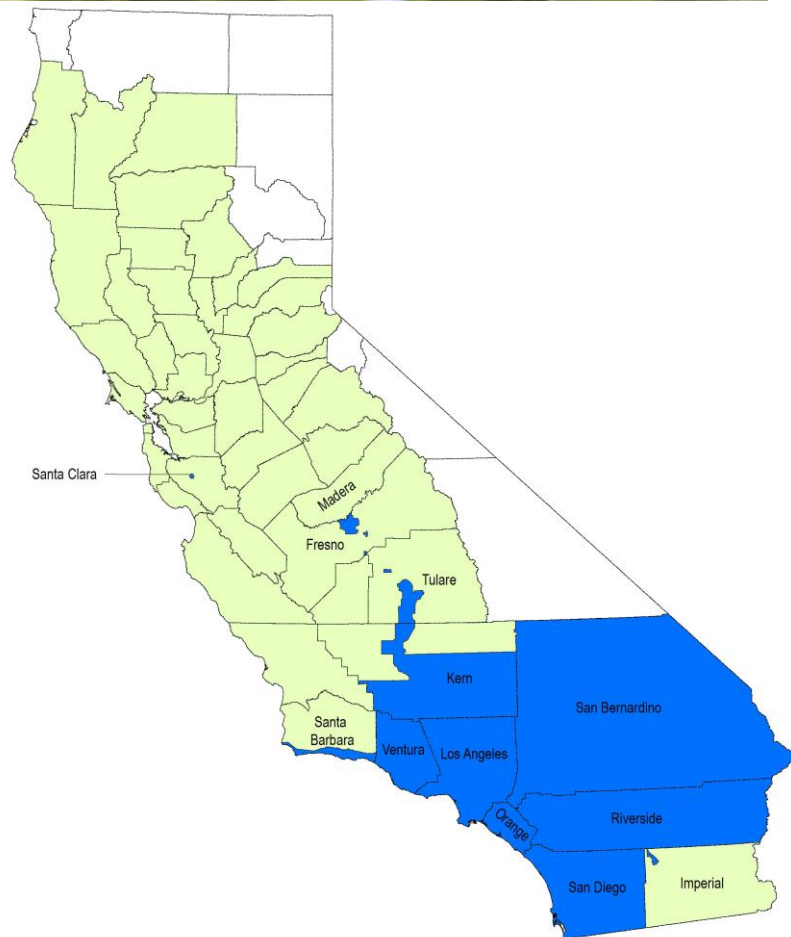 Santa Clara
Madera
Fresno
Tulare
Kern
San Bernardino
Santa
Barbara
Ventura
Los Angeles
Orange
Riverside
San Diego
Imperial